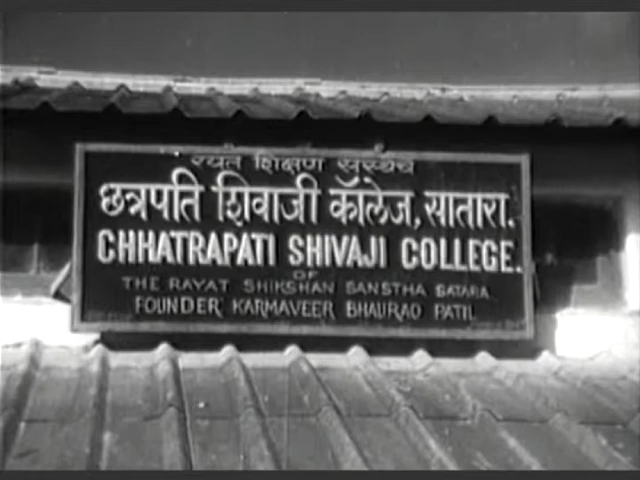 रयत शिक्षण संस्थेचे
छत्रपति शिवाजी कॉलेज, सातारा.
CHHATRAPATI SHIVAJI COLLEGE.
OF
THE RAYAT SHIKSHAN SANSTHA SATARA
FOUNDER KARMAVEER BHAURAO PATIL